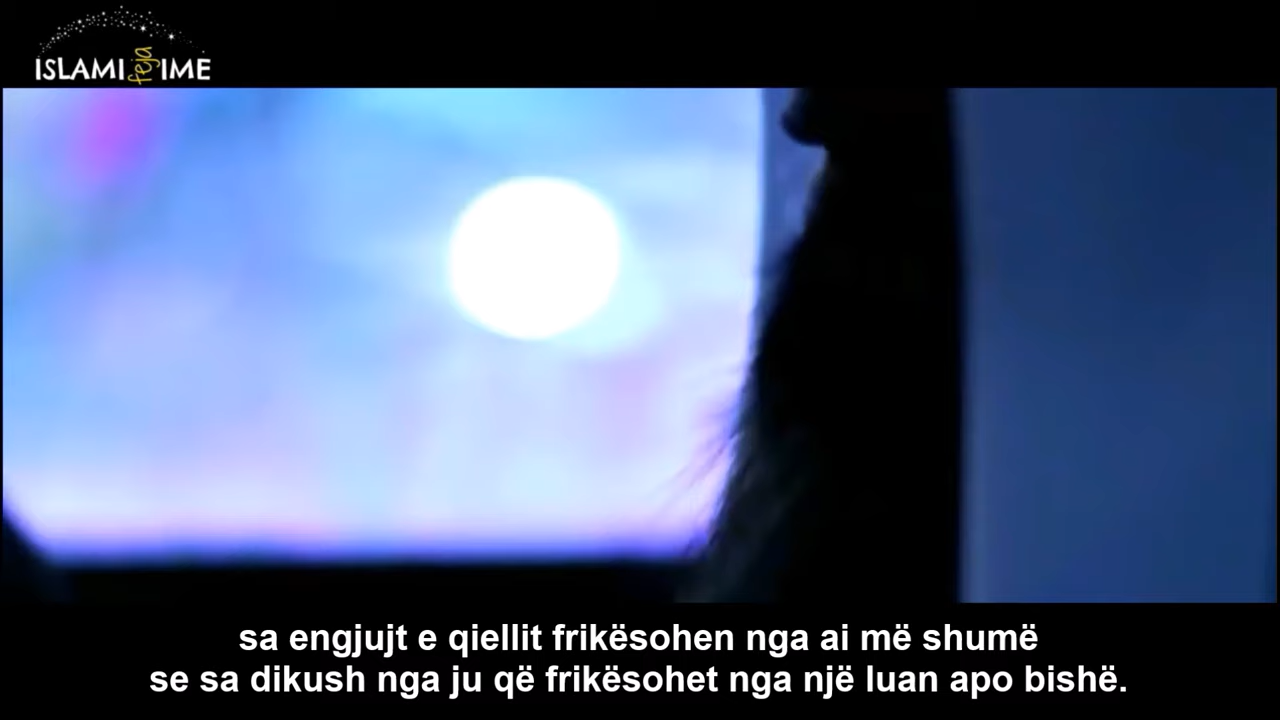 ISLAMI feja IME
sa engjujt e qiellit frikësohen nga ai më shumë
se sa dikush nga ju që frikësohet nga një luan apo bishë.